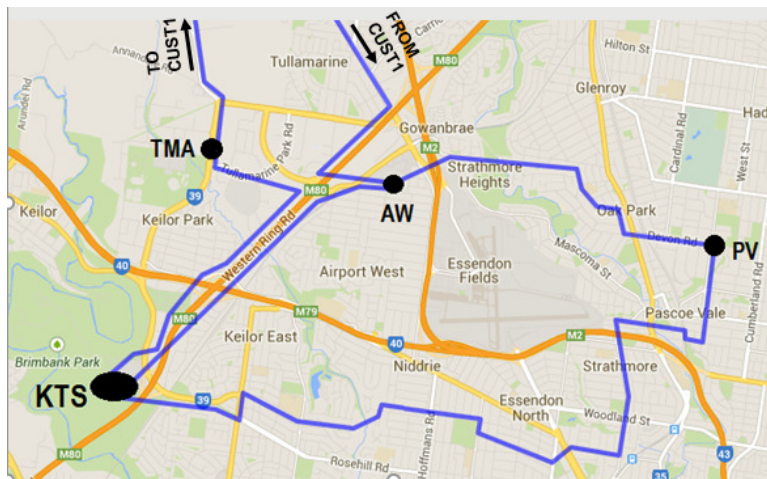 TO
CUST1
FROM
CUST1
M80
Tullamarine
Hilton St
Glenroy
Arundel Rd
Gowanbrae
Cardinal Rd
West St
TMA
M2
Tullamarine Park Rd
Strathmore
Heights
M80
39
AW
Keilor
Keilor Park
Oak Park
Western Ring Rd
Devon Rd
PV
Mascoma St
40
Airport West
Essendon
Fields
Cumberland Rd
M79
M80
Pascoe Vale
Keilor East
M2
40
Brimbank Park
Niddrie
Strathmore
KTS
39
Essendon
North
Woodland St
Hoffmans Rd
M80
Rosehill Rd
43
35